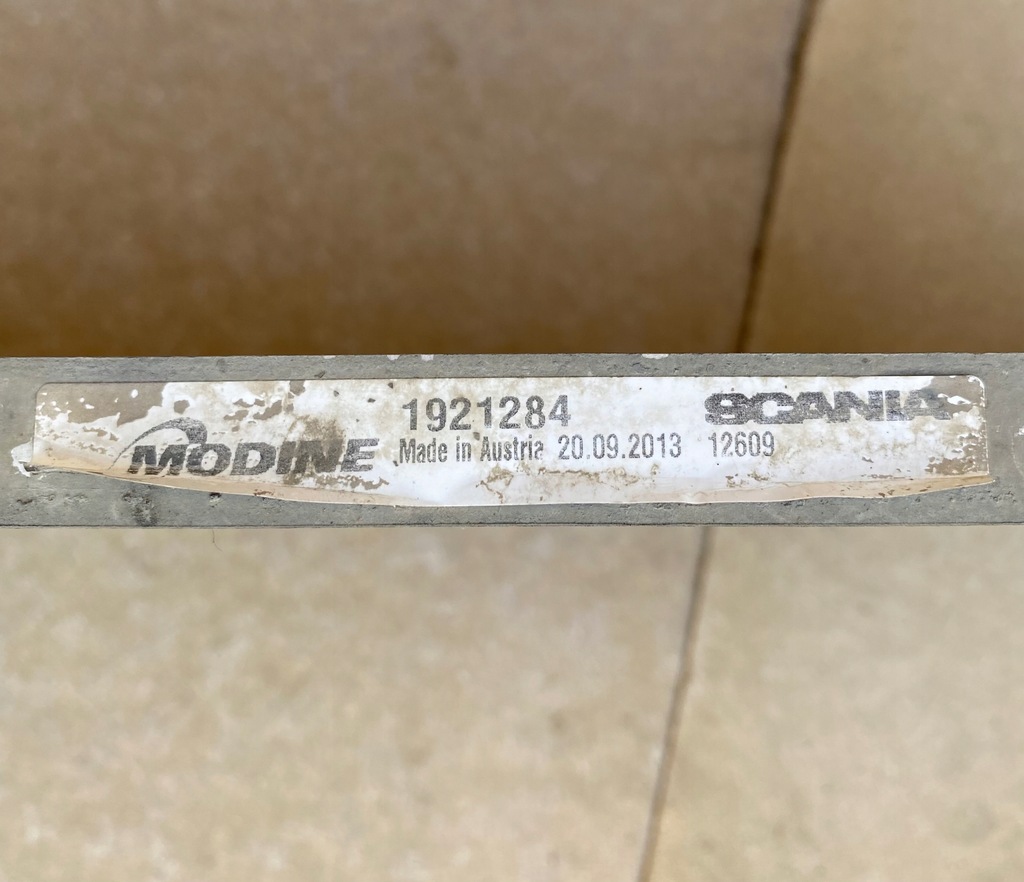 1921284 SCANIA
MODINE Made in Austria 20.09.2013 12609